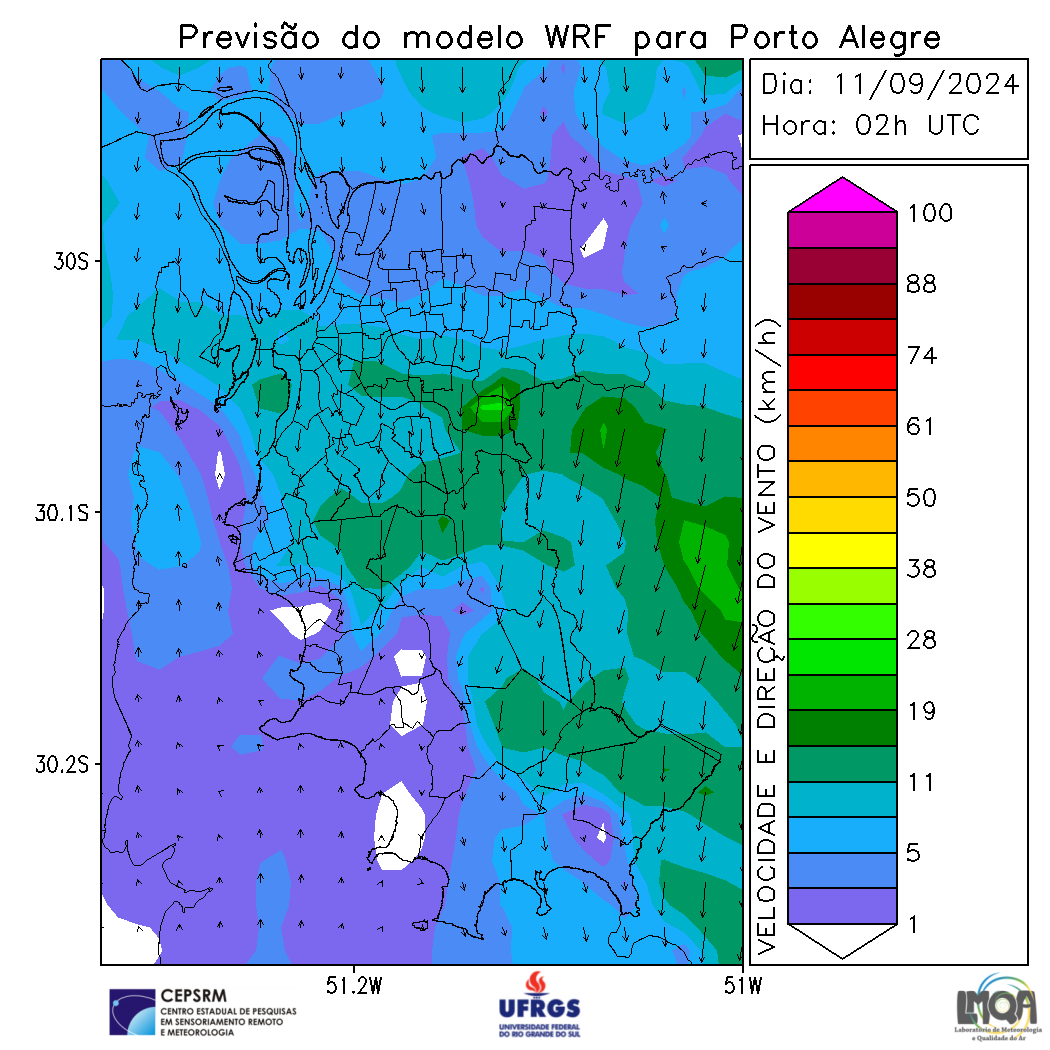 Previsão do modelo WRF para Porto Alegre
Dia: 11/09/2024
Hora: 02h UTC
30S
30.1S
30.2S
51.2W
51W
VELOCIDADE E DIREÇÃO DO VENTO (km/h)
100
88
74
61
50
38
28
19
11
5
1
CEPSRM
CENTRO ESTADUAL DE PESQUISAS
EM SENSORIAMENTO REMOTO
E METEOROLOGIA
UFRGS
UNIVERSIDADE FEDERAL
DO RIO GRANDE DO SUL
LMQA
Laboratório de Meteorologia
e Qualidade do Ar